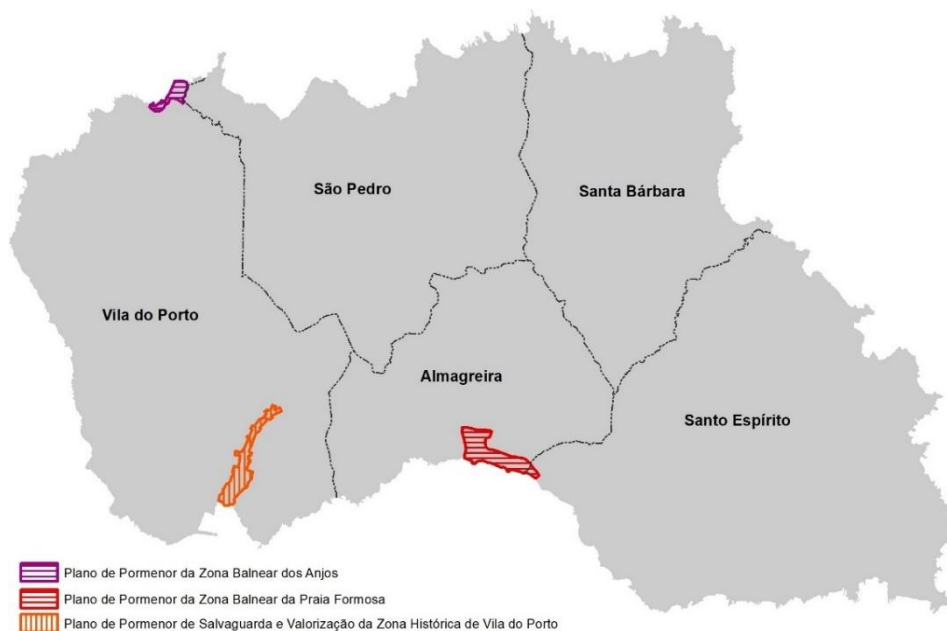 São Pedro
Santa Bárbara
Vila do Porto
Almagreira
Santo Espírito
Plano de Pormenor da Zona Balnear dos Anjos
Plano de Pormenor da Zona Balnear da Praia Formosa
Plano de Pormenor de Salvaguarda e Valorização da Zona Histórica de Vila do Porto